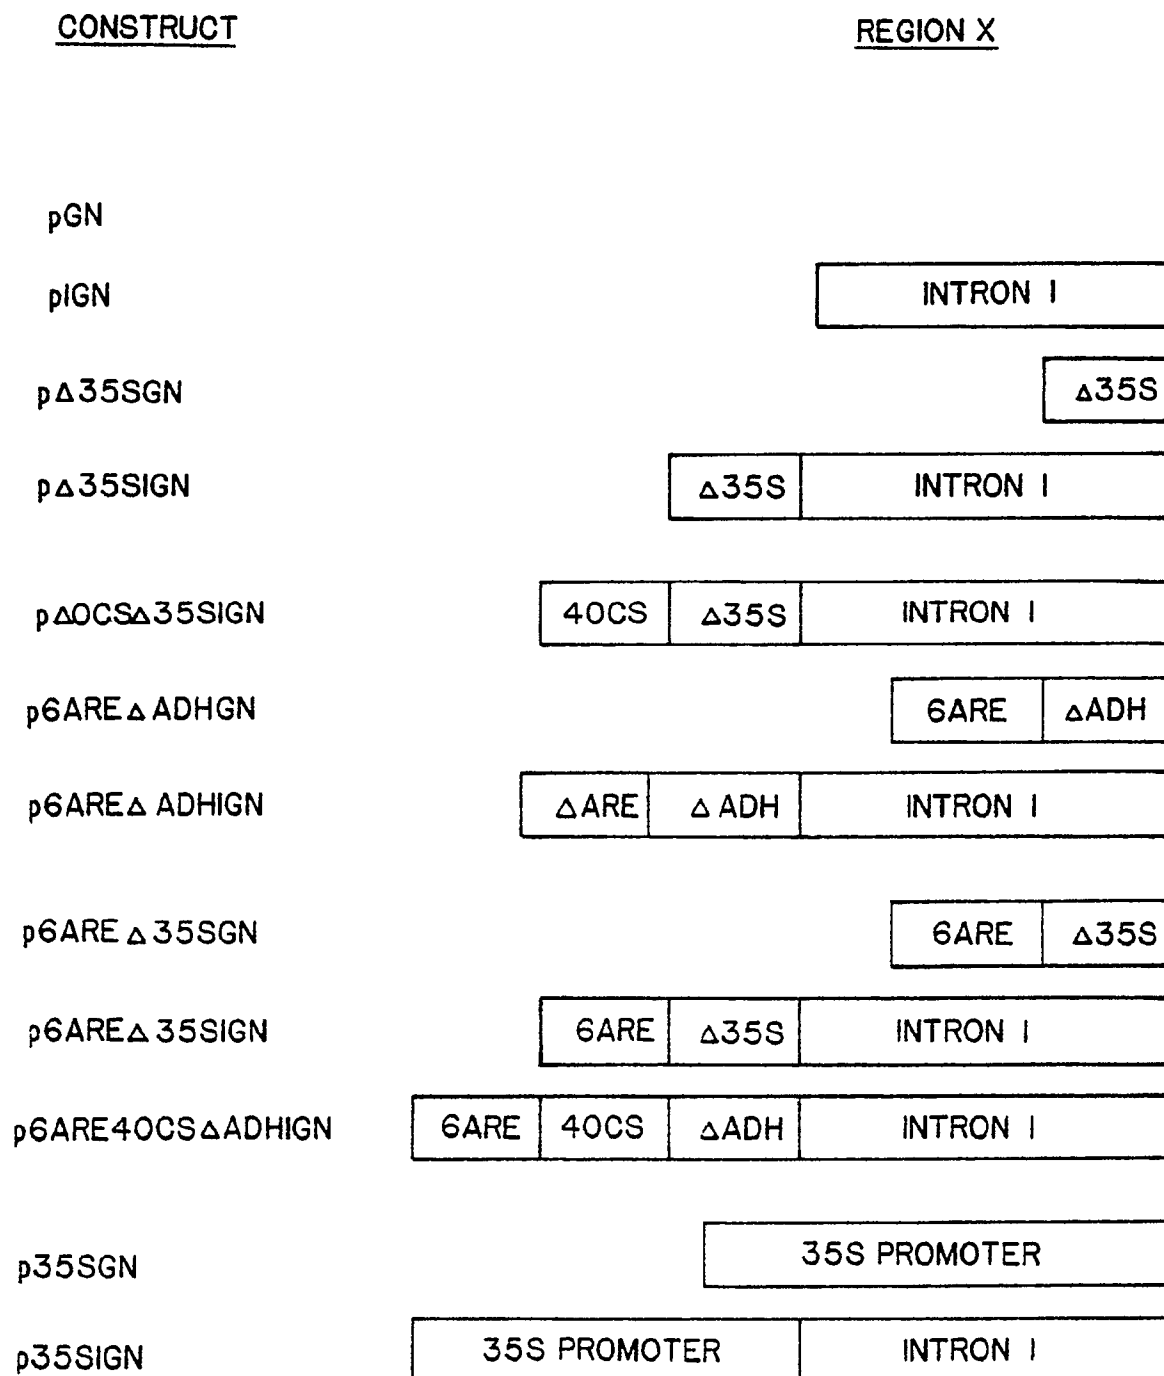 CONSTRUCT REGION X
pGN
pIGN INTRON I
pΔ35SGN Δ35S
pΔ35SIGN Δ35S INTRON I
pΔOCSΔ35SIGN 4OCS Δ35S INTRON I
p6AREΔADHGN 6ARE ΔADH
p6AREΔ ADHIGN ΔARE Δ ADH INTRON I
p6AREΔ35SGN 6ARE Δ35S
p6AREΔ35SIGN 6ARE Δ35S INTRON I
p6ARE4OCSΔADHIGN 6ARE 4OCS ΔADH INTRON I
p35SGN 35S PROMOTER
p35SIGN 35S PROMOTER INTRON I